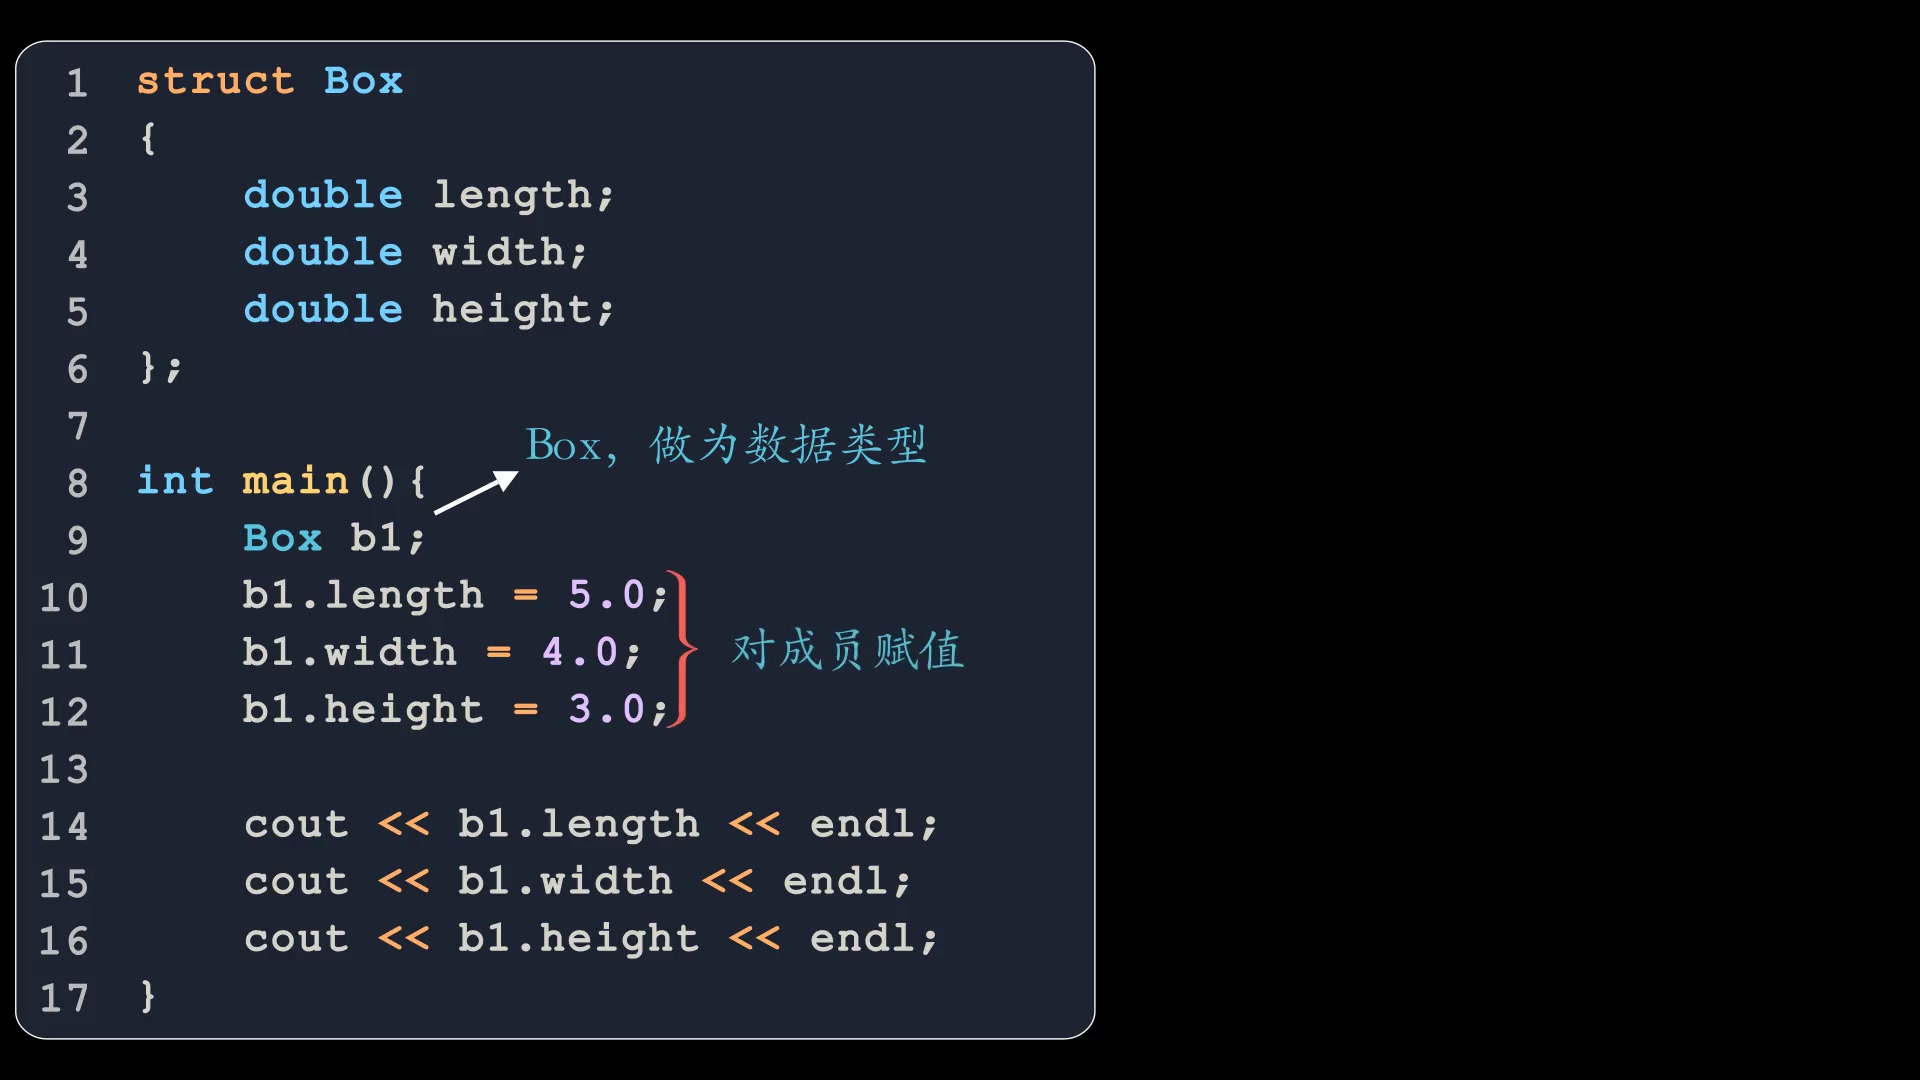 1 struct Box
2 {
3 double length;
4 double width;
5 double height;
6 };
7
Box, 做为数据类型
8 int main(){
9 Box b1;
10 b1.length = 5.0;
11 b1.width = 4.0;
对成员赋值
12 b1.height = 3.0;
13
14 cout << b1.length << endl;
15 cout << b1.width << endl;
16 cout << b1.height << endl;
17 }